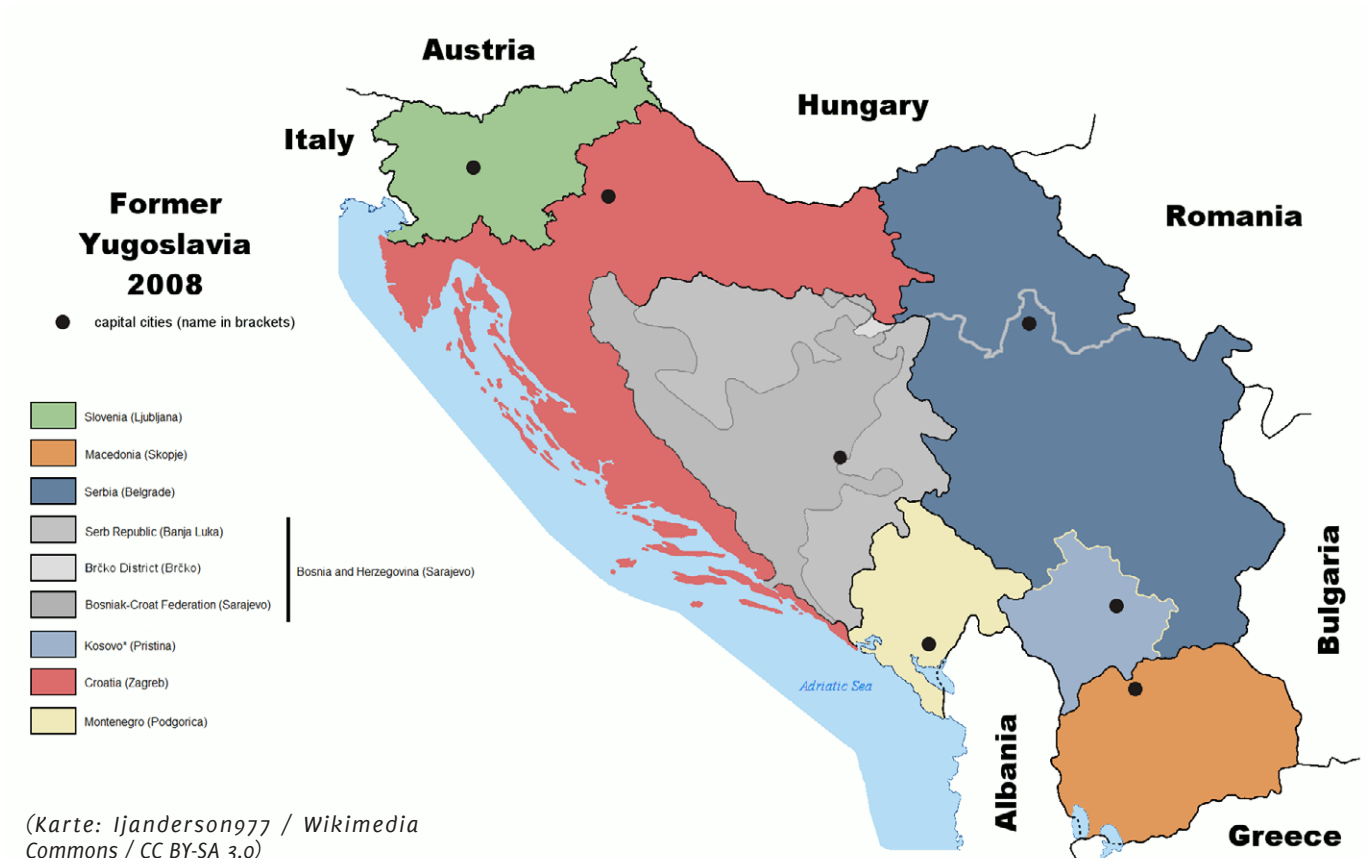 Austria
Hungary
Italy
Romania
Former
Yugoslavia
2008
capital cities (name in brackets)
Slovenia (Ljubljana)
Macedonia (Skopje)
Serbia (Belgrade)
Serb Republic (Banja Luka)
Brčko District (Brčko)
Bosnia and Herzegovina (Sarajevo)
Bosniak-Croat Federation (Sarajevo)
Kosovo* (Pristina)
Croatia (Zagreb)
Montenegro (Podgorica)
Adriatic Sea
Albania
Bulgaria
Greece
(Karte: Ijanderson977 / Wikimedia
Commons / CC BY-SA 3.0)